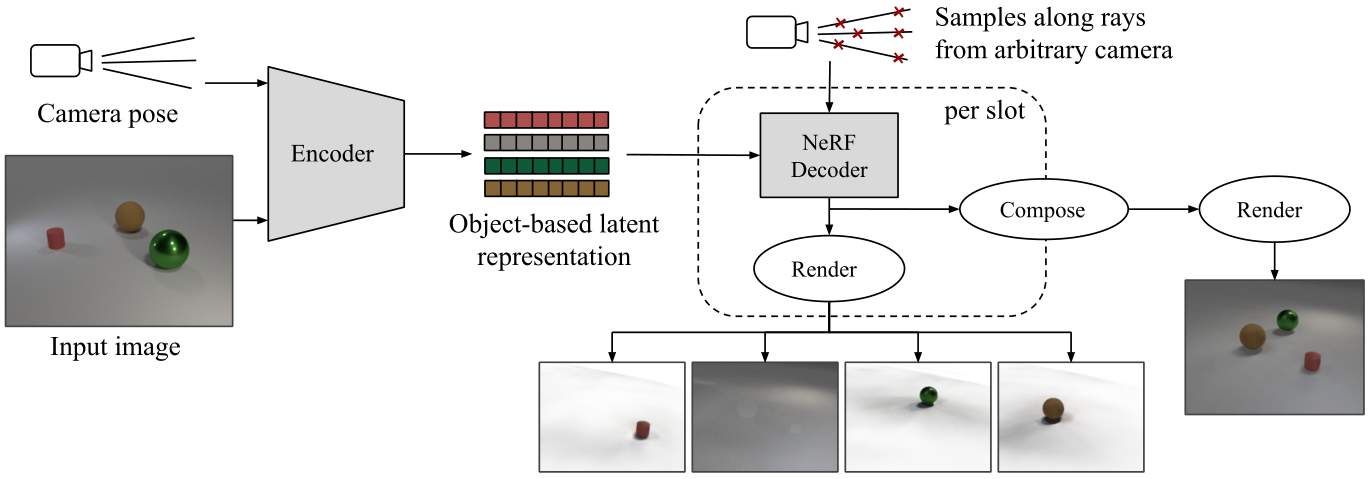 Camera pose
Input image
Encoder
Object-based latent
representation
Samples along rays
from arbitrary camera
per slot
NeRF
Decoder
Render
Compose
Render